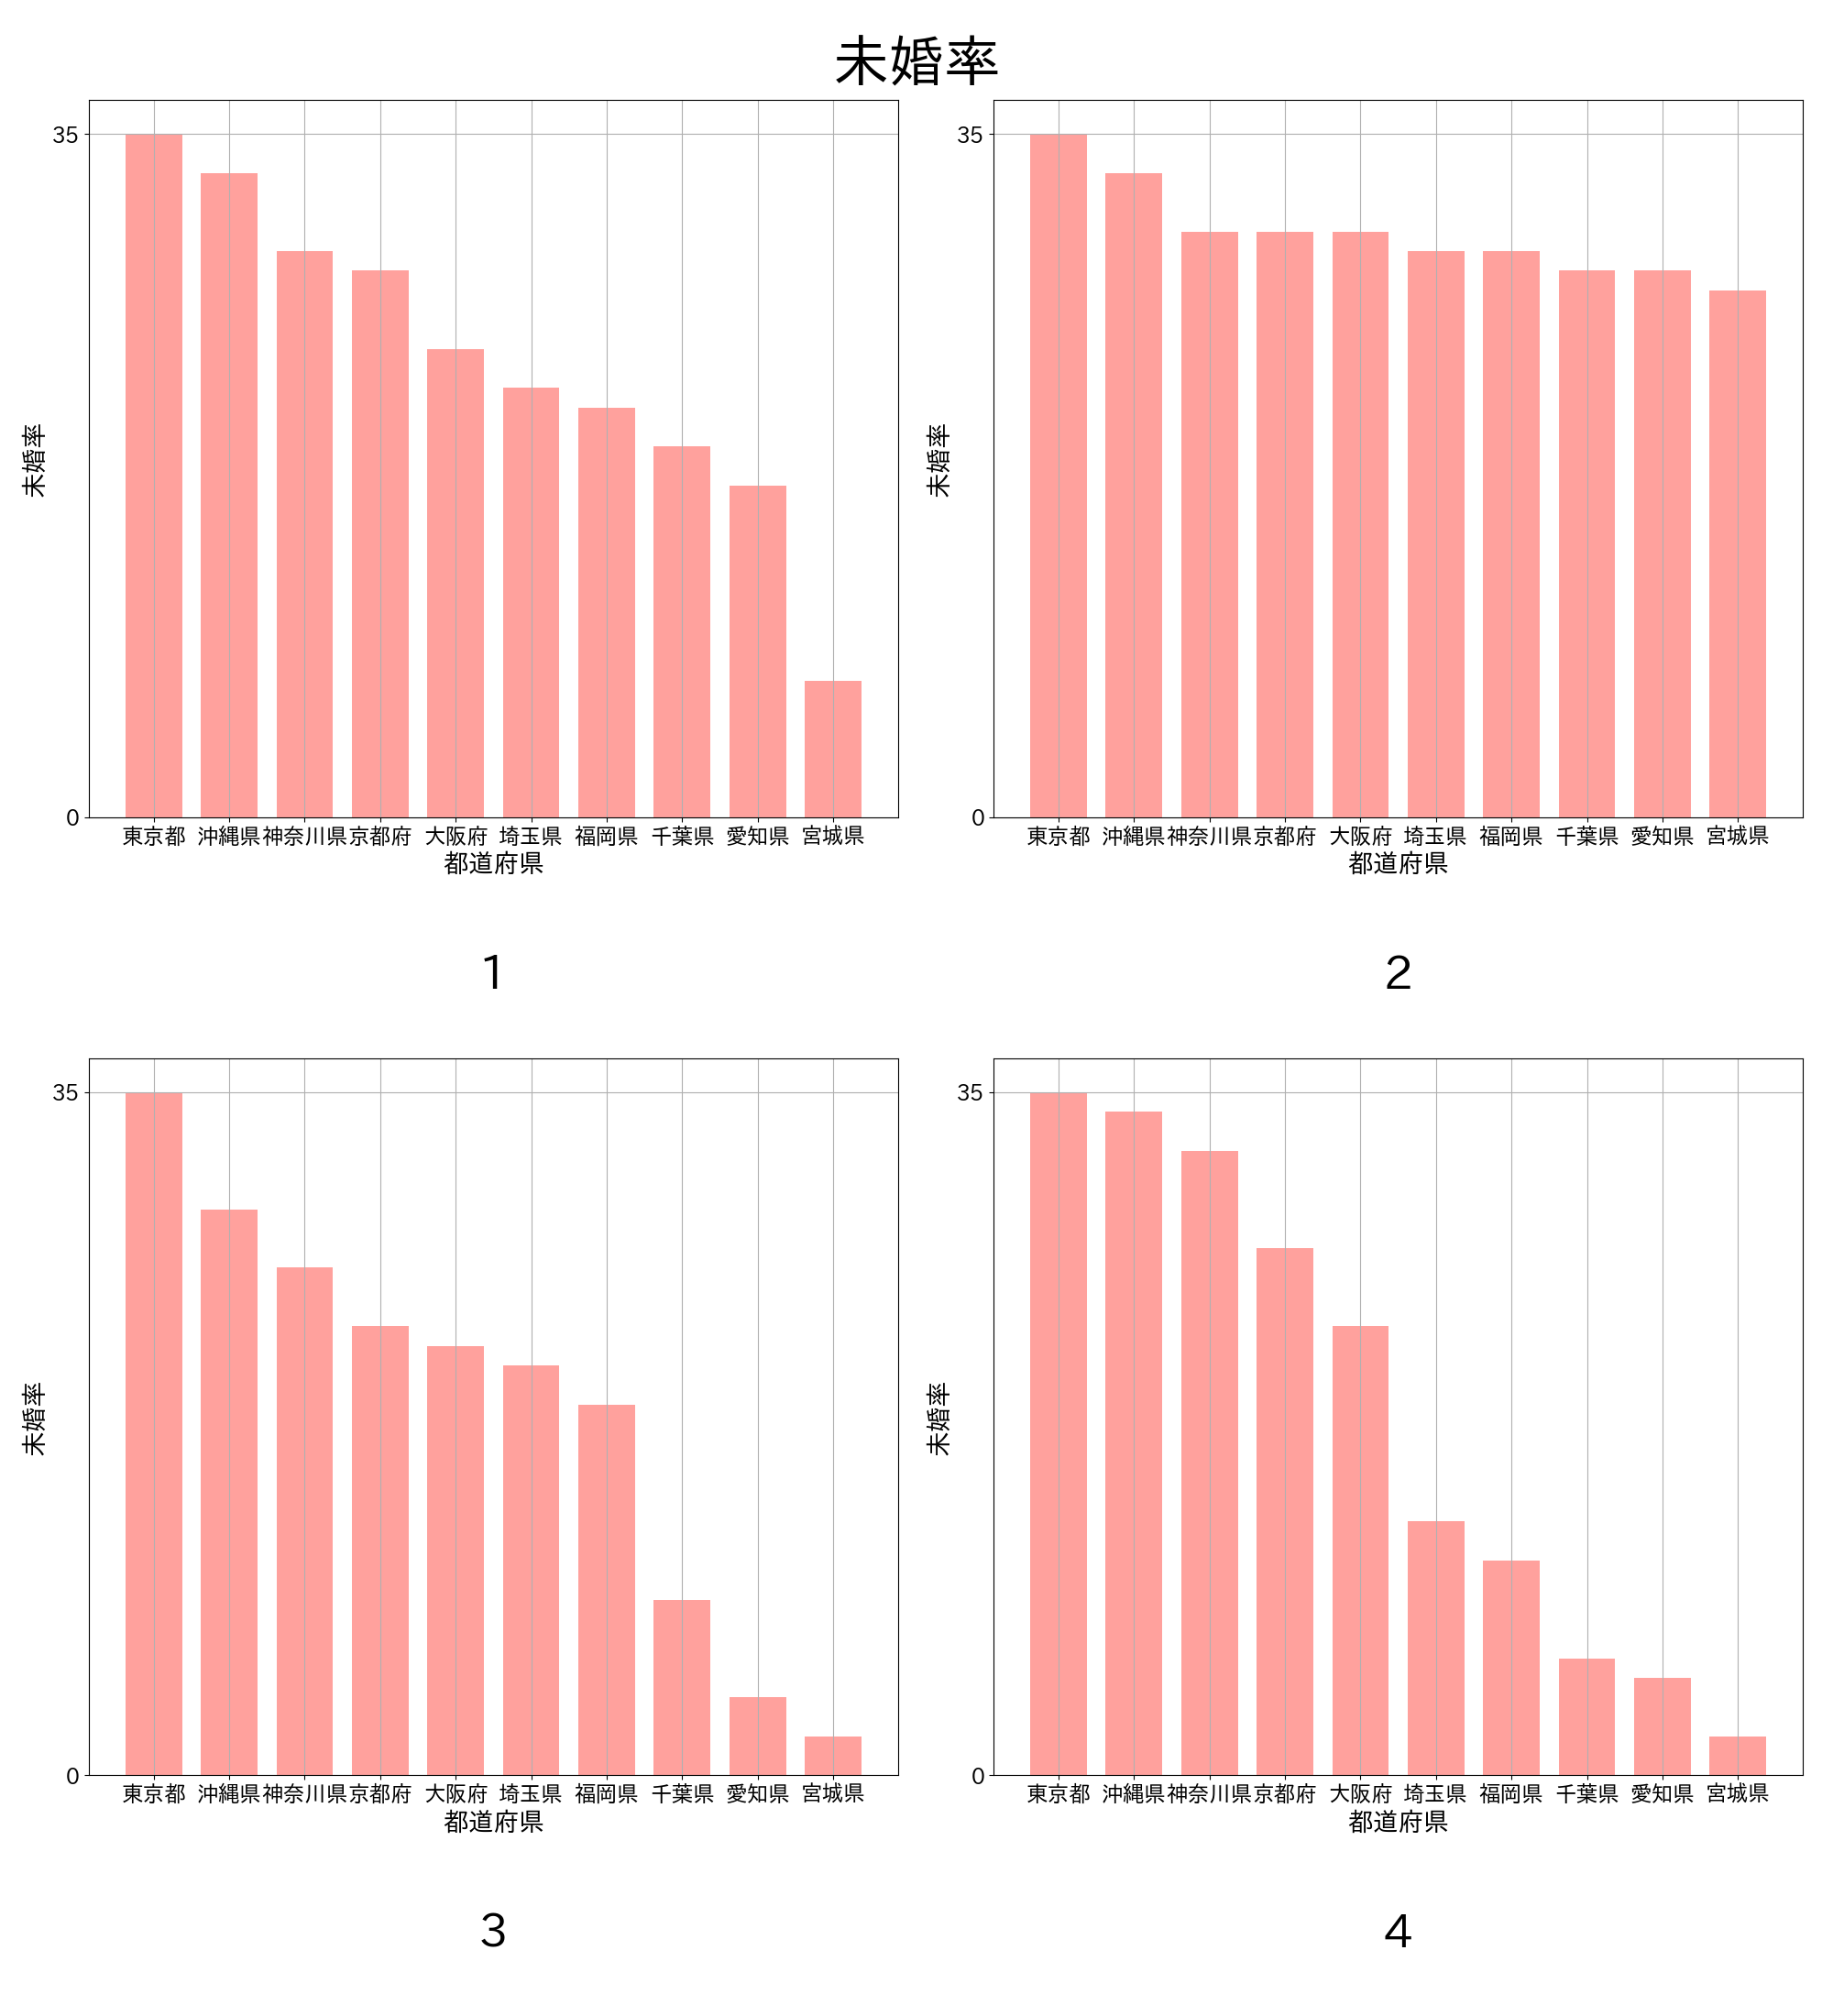 未婚率
35
0
未婚率
東京都 沖縄県 神奈川県 京都府 大阪府 埼玉県 福岡県 千葉県 愛知県 宮城県
都道府県
1
35
0
未婚率
東京都 沖縄県 神奈川県 京都府 大阪府 埼玉県 福岡県 千葉県 愛知県 宮城県
都道府県
2
35
0
未婚率
東京都 沖縄県 神奈川県 京都府 大阪府 埼玉県 福岡県 千葉県 愛知県 宮城県
都道府県
3
35
0
未婚率
東京都 沖縄県 神奈川県 京都府 大阪府 埼玉県 福岡県 千葉県 愛知県 宮城県
都道府県
4